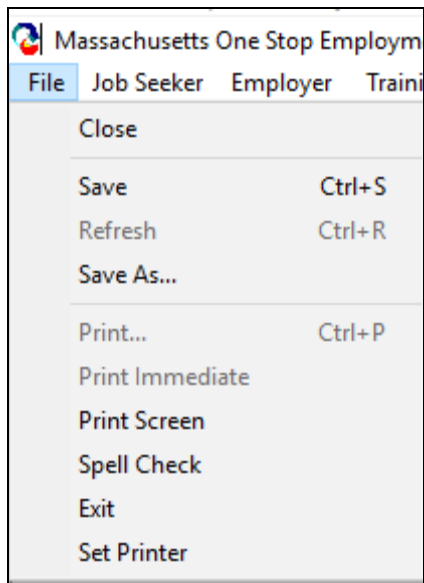 Massachusetts One Stop Employm
File Job Seeker Employer Traini
Close
Save Ctrl+S
Refresh Ctrl+R
Save As...
Print... Ctrl+P
Print Immediate
Print Screen
Spell Check
Exit
Set Printer